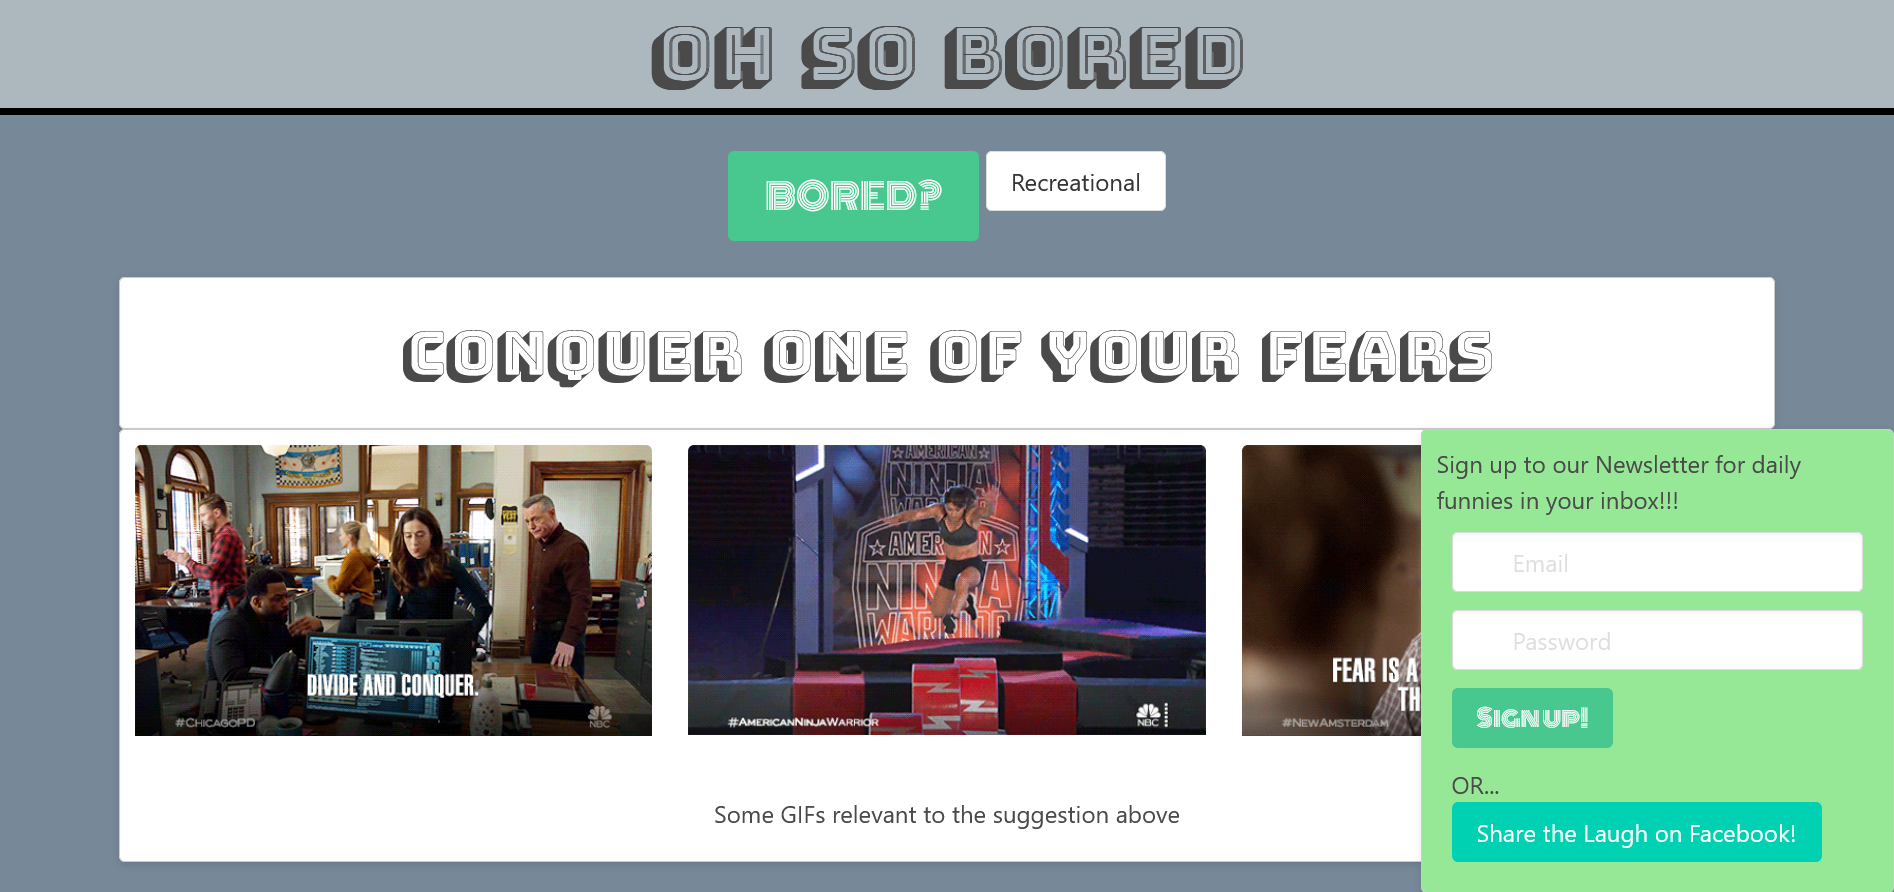 OH SO BORED
BORED?
Recreational
CONQUER ONE OF YOUR FEARS
DIVIDE AND CONQUER.
#CHICAGOPD
NBC
AMERICAN
NINJA
WARRIOR
AMERICAN
NINJA
WARRIOR
#AMERICANNINJAWARRIOR
NBC
FEAR IS A
TH
#NEWAMSTERDAM
Sign up to our Newsletter for daily
funnies in your inbox!!!
Email
Password
SIGN UP!
OR...
Share the Laugh on Facebook!
Some GIFs relevant to the suggestion above